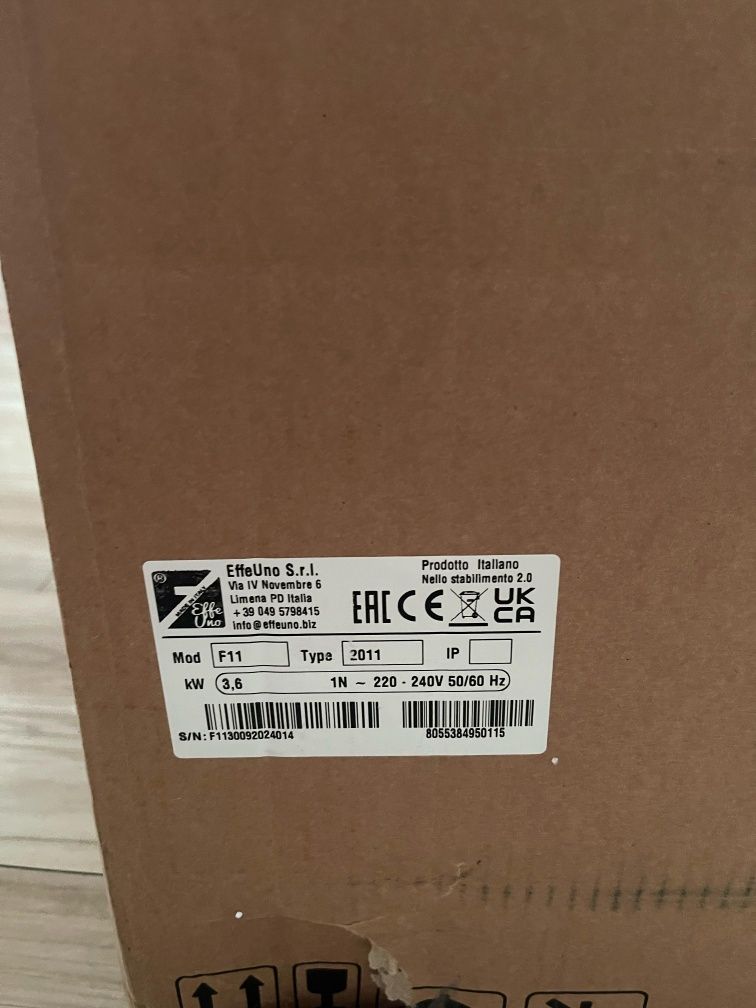 EffeUno S.r.l.
Via IV Novembre 6
Limena PD Italia
+39 049 5798415
info@effeuno.biz
Prodotto Italiano
Nello stabilimento 2.0
®
Effe
Uno
EAC CE UK
CA
Mod F11 Type 2011 IP
kW 3,6 1N ~ 220 - 240V 50/60 Hz
S/N: F1130092024014
8055384950115